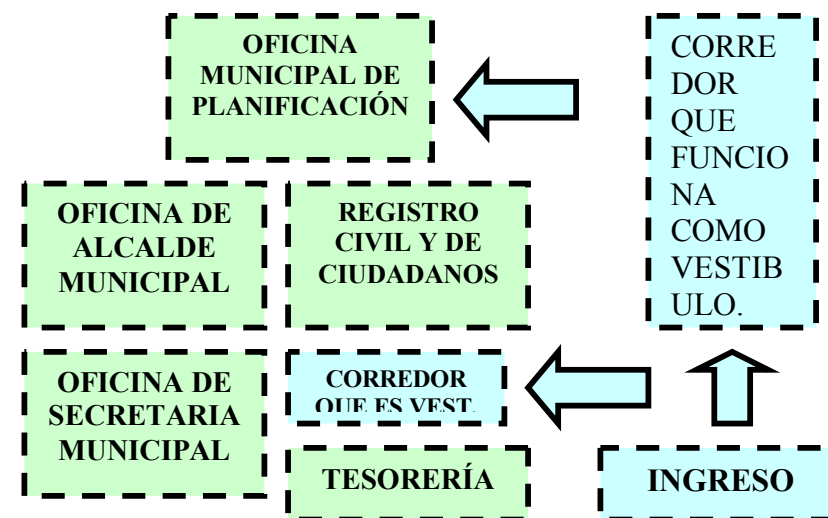 OFICINA
MUNICIPAL DE
PLANIFICACIÓN
CORRE
DOR
QUE
FUNCIO
NA
COMO
VESTIB
ULO.
OFICINA DE
ALCALDE
MUNICIPAL
REGISTRO
CIVIL Y DE
CIUDADANOS
OFICINA DE
SECRETARIA
MUNICIPAL
CORREDOR
QUE ES VEST.
TESORERÍA
INGRESO